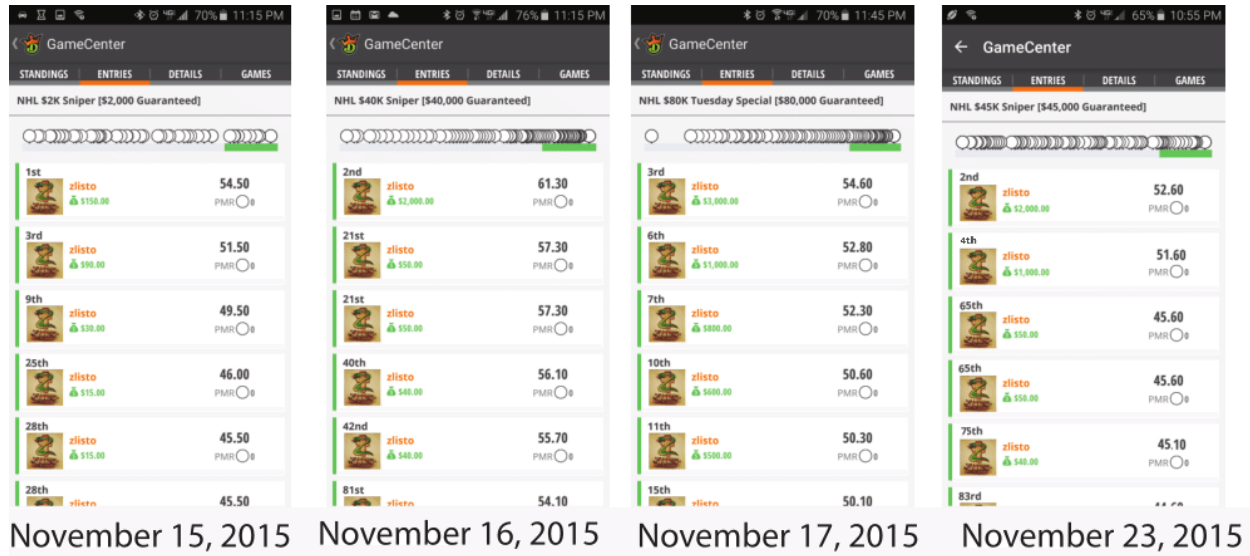 70% 11:15 PM
GameCenter
STANDINGS ENTRIES DETAILS GAMES
NHL $2K Sniper [$2,000 Guaranteed]
1st
zlisto 54.50
$150.00 PMR 0
3rd
zlisto 51.50
$90.00 PMR 0
9th
zlisto 49.50
$30.00 PMR 0
25th
zlisto 46.00
$15.00 PMR 0
28th
zlisto 45.50
$15.00 PMR 0
28th
zlisto 45.50
November 15, 2015
76% 11:15 PM
GameCenter
STANDINGS ENTRIES DETAILS GAMES
NHL $40K Sniper [$40,000 Guaranteed]
2nd
zlisto 61.30
$2,000.00 PMR 0
21st
zlisto 57.30
$50.00 PMR 0
21st
zlisto 57.30
$50.00 PMR 0
40th
zlisto 56.10
$40.00 PMR 0
42nd
zlisto 55.70
$40.00 PMR 0
81st
zlisto 54.10
November 16, 2015
70% 11:45 PM
GameCenter
STANDINGS ENTRIES DETAILS GAMES
NHL $80K Tuesday Special [$80,000 Guaranteed]
3rd
zlisto 54.60
$3,000.00 PMR 0
6th
zlisto 52.80
$1,000.00 PMR 0
7th
zlisto 52.30
$800.00 PMR 0
10th
zlisto 50.60
$600.00 PMR 0
11th
zlisto 50.30
$500.00 PMR 0
15th
zlisto 50.10
November 17, 2015
65% 10:55 PM
GameCenter
STANDINGS ENTRIES DETAILS GAMES
NHL $45K Sniper [$45,000 Guaranteed]
2nd
zlisto 52.60
$2,000.00 PMR 0
4th
zlisto 51.60
$1,000.00 PMR 0
65th
zlisto 45.60
$50.00 PMR 0
65th
zlisto 45.60
$50.00 PMR 0
75th
zlisto 45.10
$40.00 PMR 0
83rd
November 23, 2015